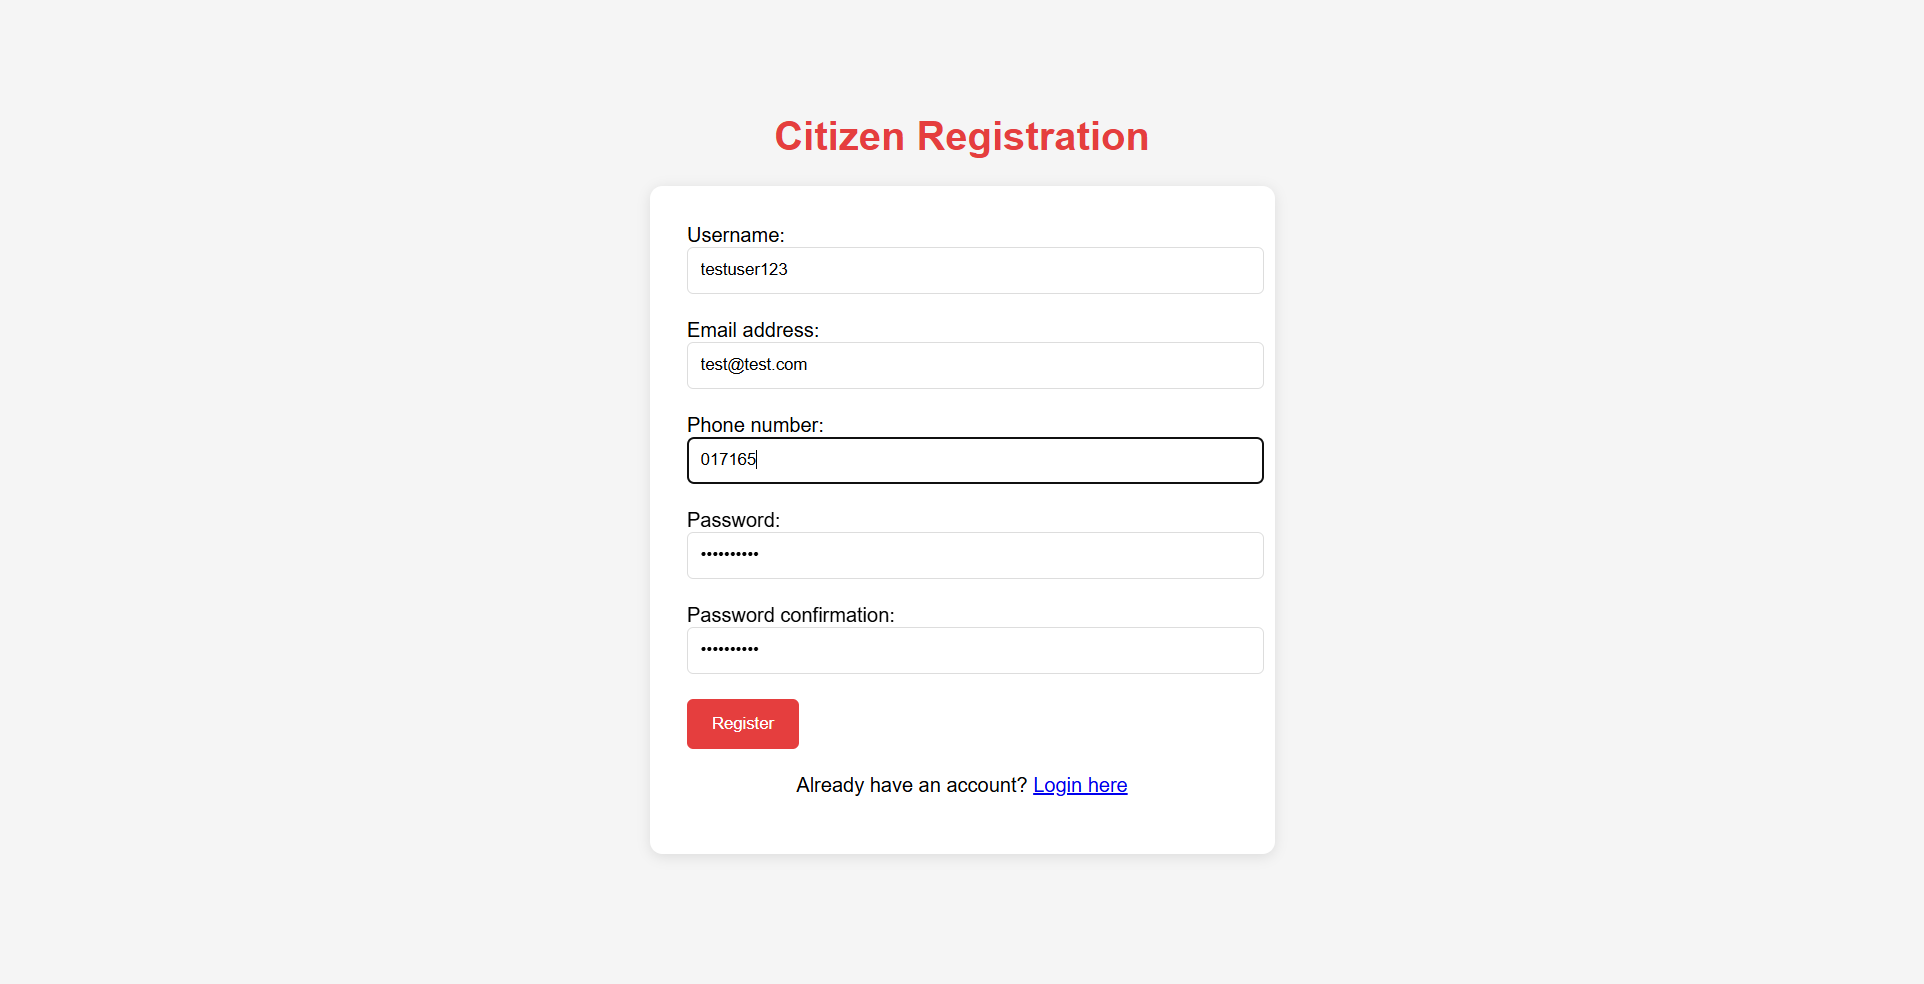 Citizen Registration
Username:
testuser123
Email address:
test@test.com
Phone number:
017165
Password:
••••••••••
Password confirmation:
••••••••••
Register
Already have an account? Login here